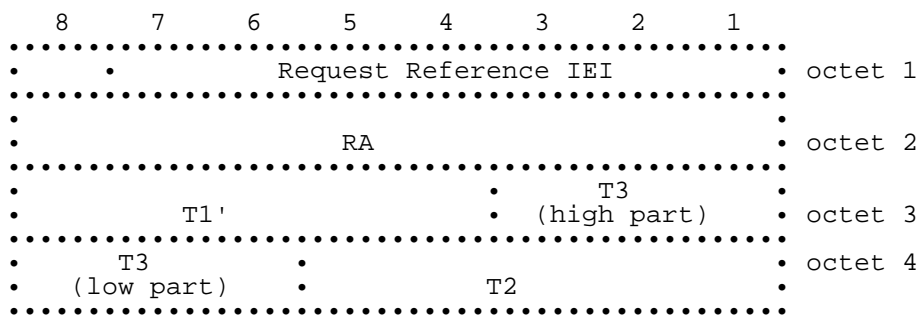 8 7 6 5 4 3 2 1
Request Reference IEI octet 1
RA octet 2
T3
T1' (high part) octet 3
T3 octet 4
(low part) T2